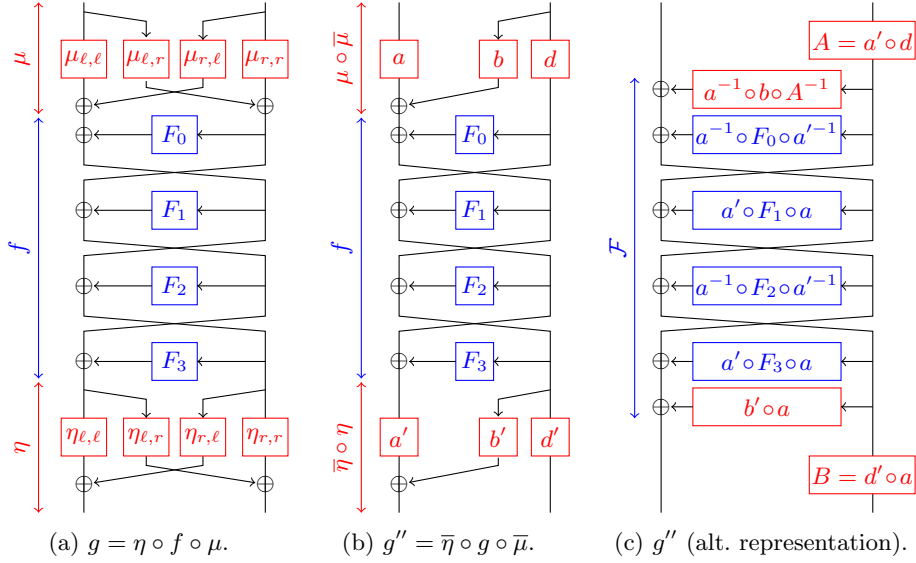 μ
μ_{ℓ,ℓ} μ_{ℓ,r} μ_{r,ℓ} μ_{r,r}
f
F_0
F_1
F_2
F_3
η
η_{ℓ,ℓ} η_{ℓ,r} η_{r,ℓ} η_{r,r}
(a) g = η ∘ f ∘ μ.
μ ∘ μ̅
a b d
f
F_0
F_1
F_2
F_3
η̅ ∘ η
a′ b′ d′
(b) g″ = η̅ ∘ g ∘ μ̅.
A = a′ ∘ d
ℱ
a^{−1} ∘ b ∘ A^{−1}
a^{−1} ∘ F_0 ∘ a′^{−1}
a′ ∘ F_1 ∘ a
a^{−1} ∘ F_2 ∘ a′^{−1}
a′ ∘ F_3 ∘ a
b′ ∘ a
B = d′ ∘ a
(c) g″ (alt. representation).